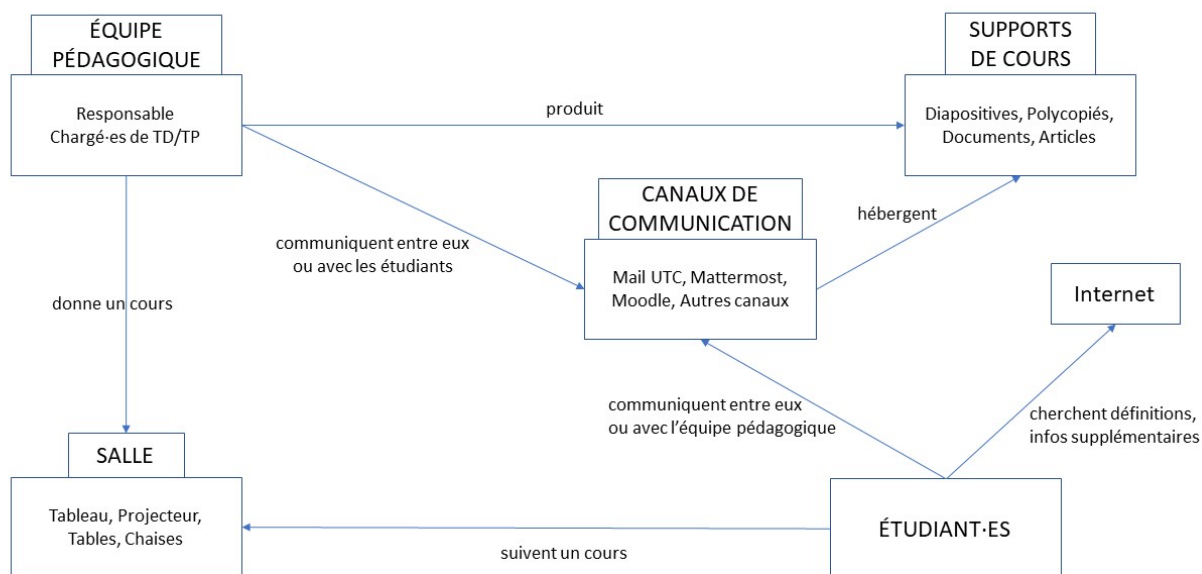 ÉQUIPE
PÉDAGOGIQUE
Responsable
Chargé·es de TD/TP
produit
SUPPORTS
DE COURS
Diapositives, Polycopiés,
Documents, Articles
CANAUX DE
COMMUNICATION
hébergent
communiquent entre eux
ou avec les étudiants
Mail UTC, Mattermost,
Moodle, Autres canaux
Internet
donne un cours
communiquent entre eux
ou avec l’équipe pédagogique
cherchent définitions,
infos supplémentaires
SALLE
Tableau, Projecteur,
Tables, Chaises
suivent un cours
ÉTUDIANT·ES